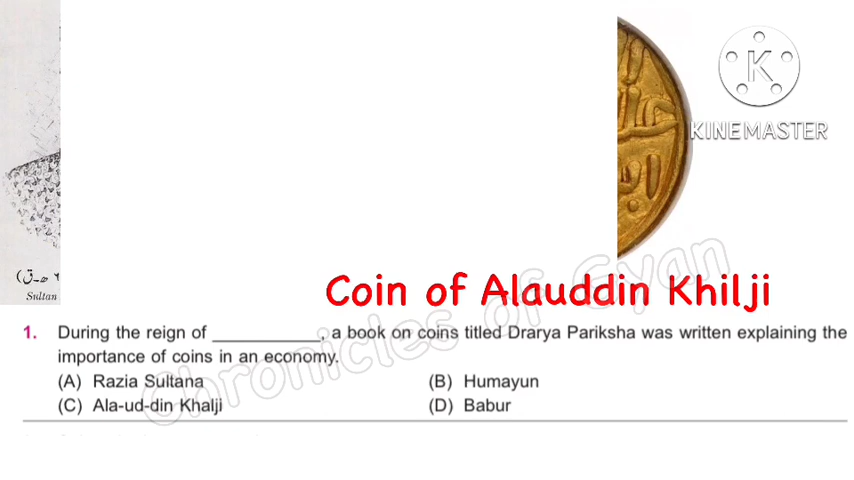 K
KINEMASTER
۲ ه‍ـ ق)
Sultan
Coin of Alauddin Khilji
Chronicles of Gyan
1. During the reign of __________, a book on coins titled Drarya Pariksha was written explaining the
importance of coins in an economy.
(A) Razia Sultana (B) Humayun
(C) Ala-ud-din Khalji (D) Babur